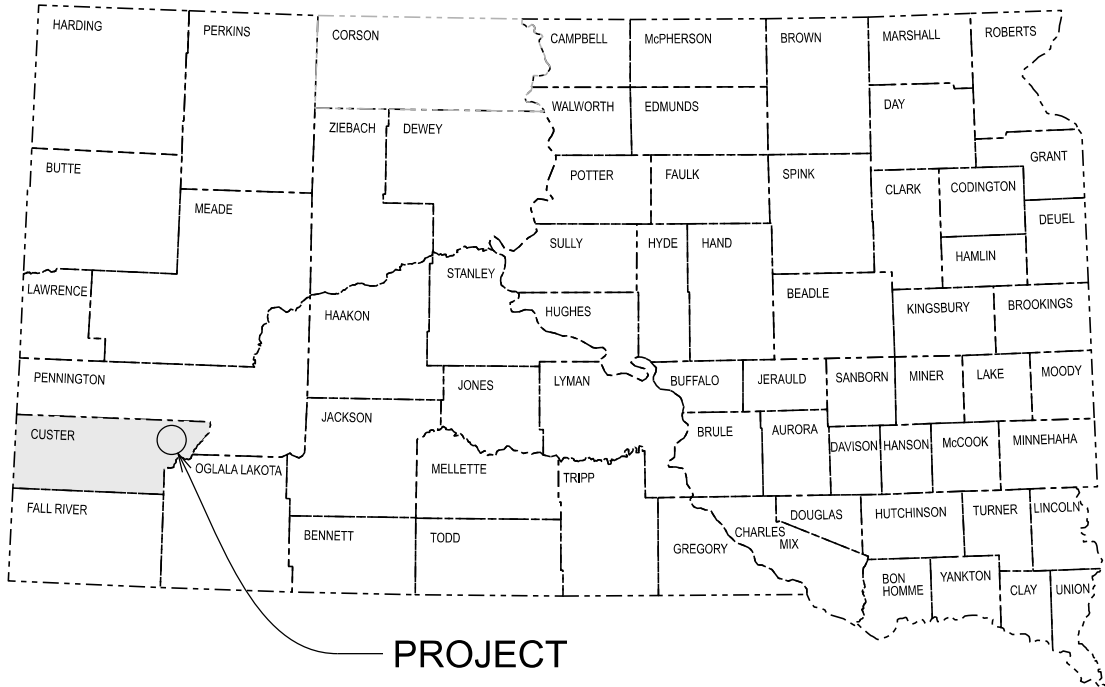 HARDING
PERKINS
CORSON
CAMPBELL
McPHERSON
BROWN
MARSHALL
ROBERTS
WALWORTH
EDMUNDS
DAY
ZIEBACH
DEWEY
GRANT
BUTTE
POTTER
FAULK
SPINK
CLARK
CODINGTON
MEADE
DEUEL
SULLY
HYDE
HAND
HAMLIN
STANLEY
LAWRENCE
BEADLE
HAAKON
HUGHES
KINGSBURY
BROOKINGS
PENNINGTON
JONES
LYMAN
BUFFALO
JERAULD
SANBORN
MINER
LAKE
MOODY
CUSTER
JACKSON
BRULE
AURORA
DAVISON
HANSON
McCOOK
MINNEHAHA
OGLALA LAKOTA
MELLETTE
TRIPP
FALL RIVER
BENNETT
TODD
GREGORY
CHARLES
MIX
DOUGLAS
HUTCHINSON
TURNER
LINCOLN
BON
HOMME
YANKTON
CLAY
UNION
PROJECT